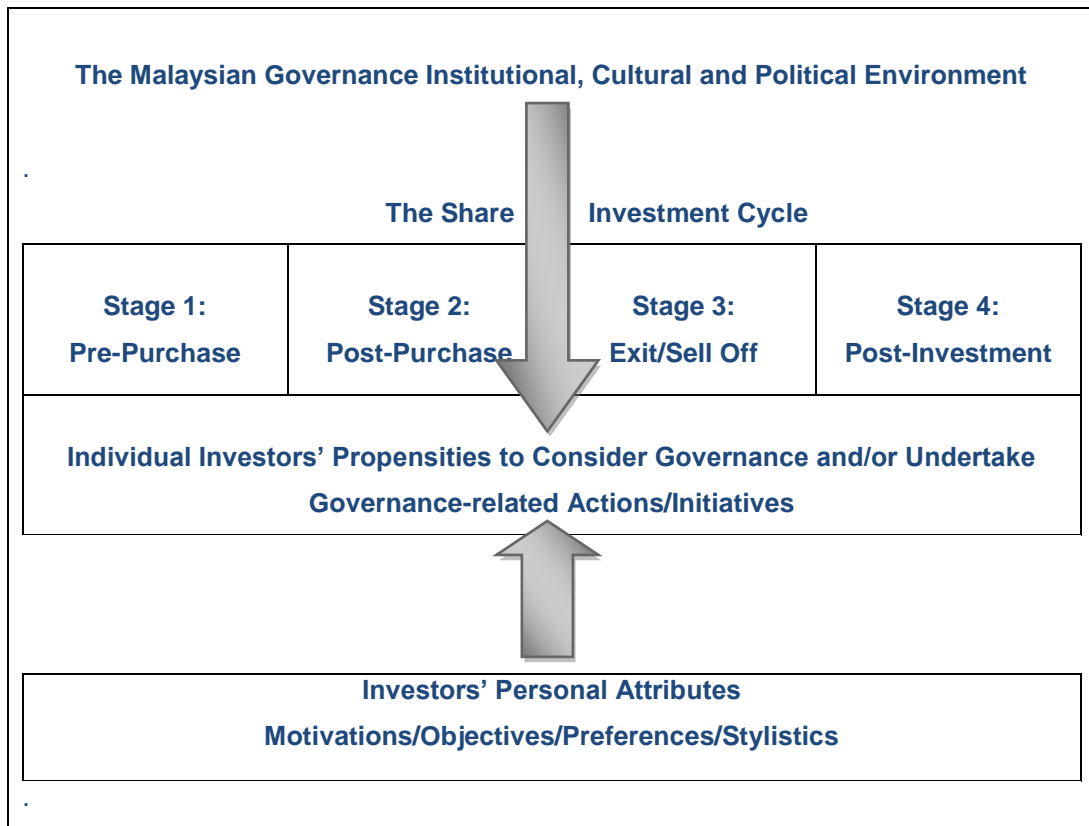 The Malaysian Governance Institutional, Cultural and Political Environment
.
The Share Investment Cycle
Stage 1:
Pre-Purchase
Stage 2:
Post-Purchase
Stage 3:
Exit/Sell Off
Stage 4:
Post-Investment
Individual Investors’ Propensities to Consider Governance and/or Undertake
Governance-related Actions/Initiatives
Investors’ Personal Attributes
Motivations/Objectives/Preferences/Stylistics
.